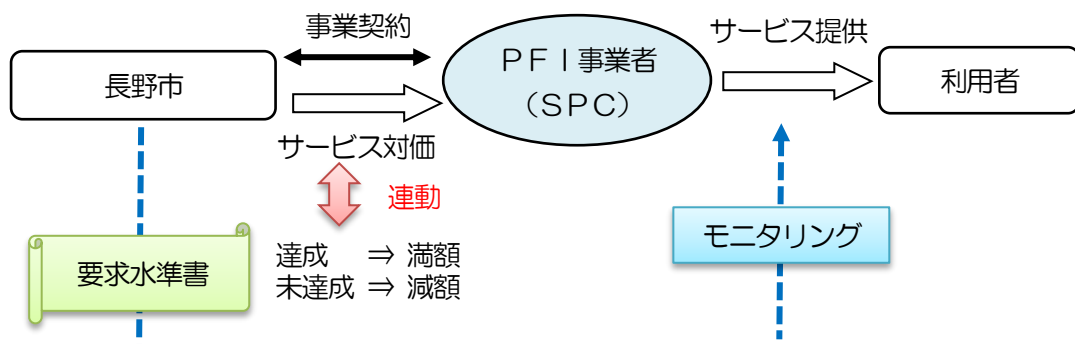 事業契約
サービス提供
長野市
ＰＦＩ事業者
（ＳＰＣ）
利用者
サービス対価
連動
モニタリング
要求水準書
達成　⇒ 満額
未達成 ⇒ 減額